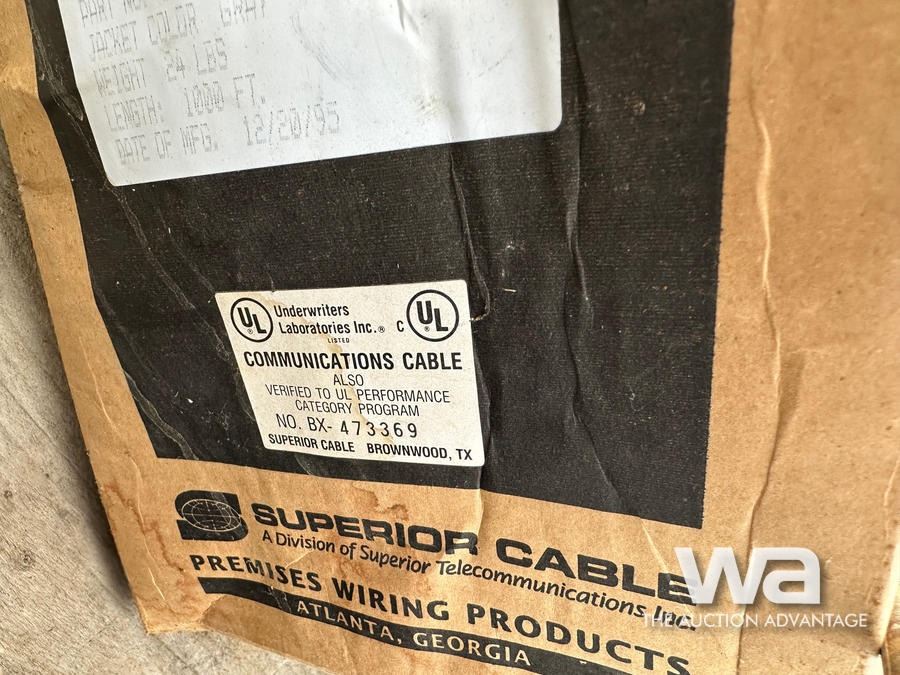 JACKET COLOR GRAY
WEIGHT 24 LBS
LENGTH: 1000 FT.
DATE OF MFG. 12/20/95
UL
®
Underwriters
Laboratories Inc.®
LISTED
C UL
®
COMMUNICATIONS CABLE
ALSO
VERIFIED TO UL PERFORMANCE
CATEGORY PROGRAM
NO. BX- 473369
SUPERIOR CABLE BROWNWOOD, TX
SUPERIOR CABLE
A Division of Superior Telecommunications Inc.
PREMISES WIRING PRODUCTS
ATLANTA, GEORGIA
wa
THE AUCTION ADVANTAGE